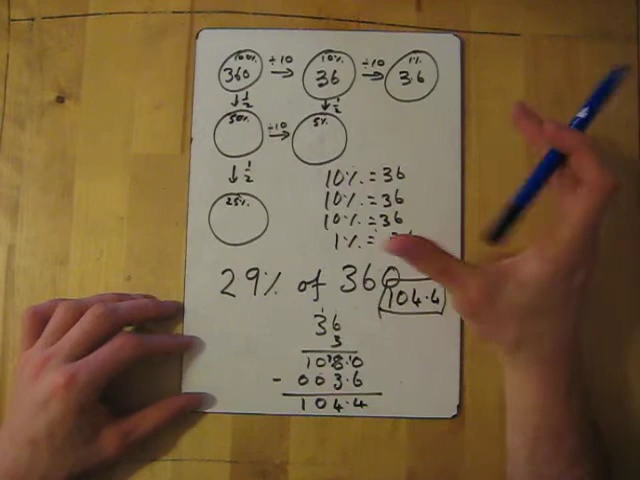 100% ÷10 10% ÷10 1%
360 → 36 → 3.6
↓ 1/2 ↓ 1/2
50% ÷10 → 5%
↓ 1/2
25%
10% = 36
10% = 36
10% = 36
1% =
29% of 360
104.4
36
3
108.0
- 003.6
104.4